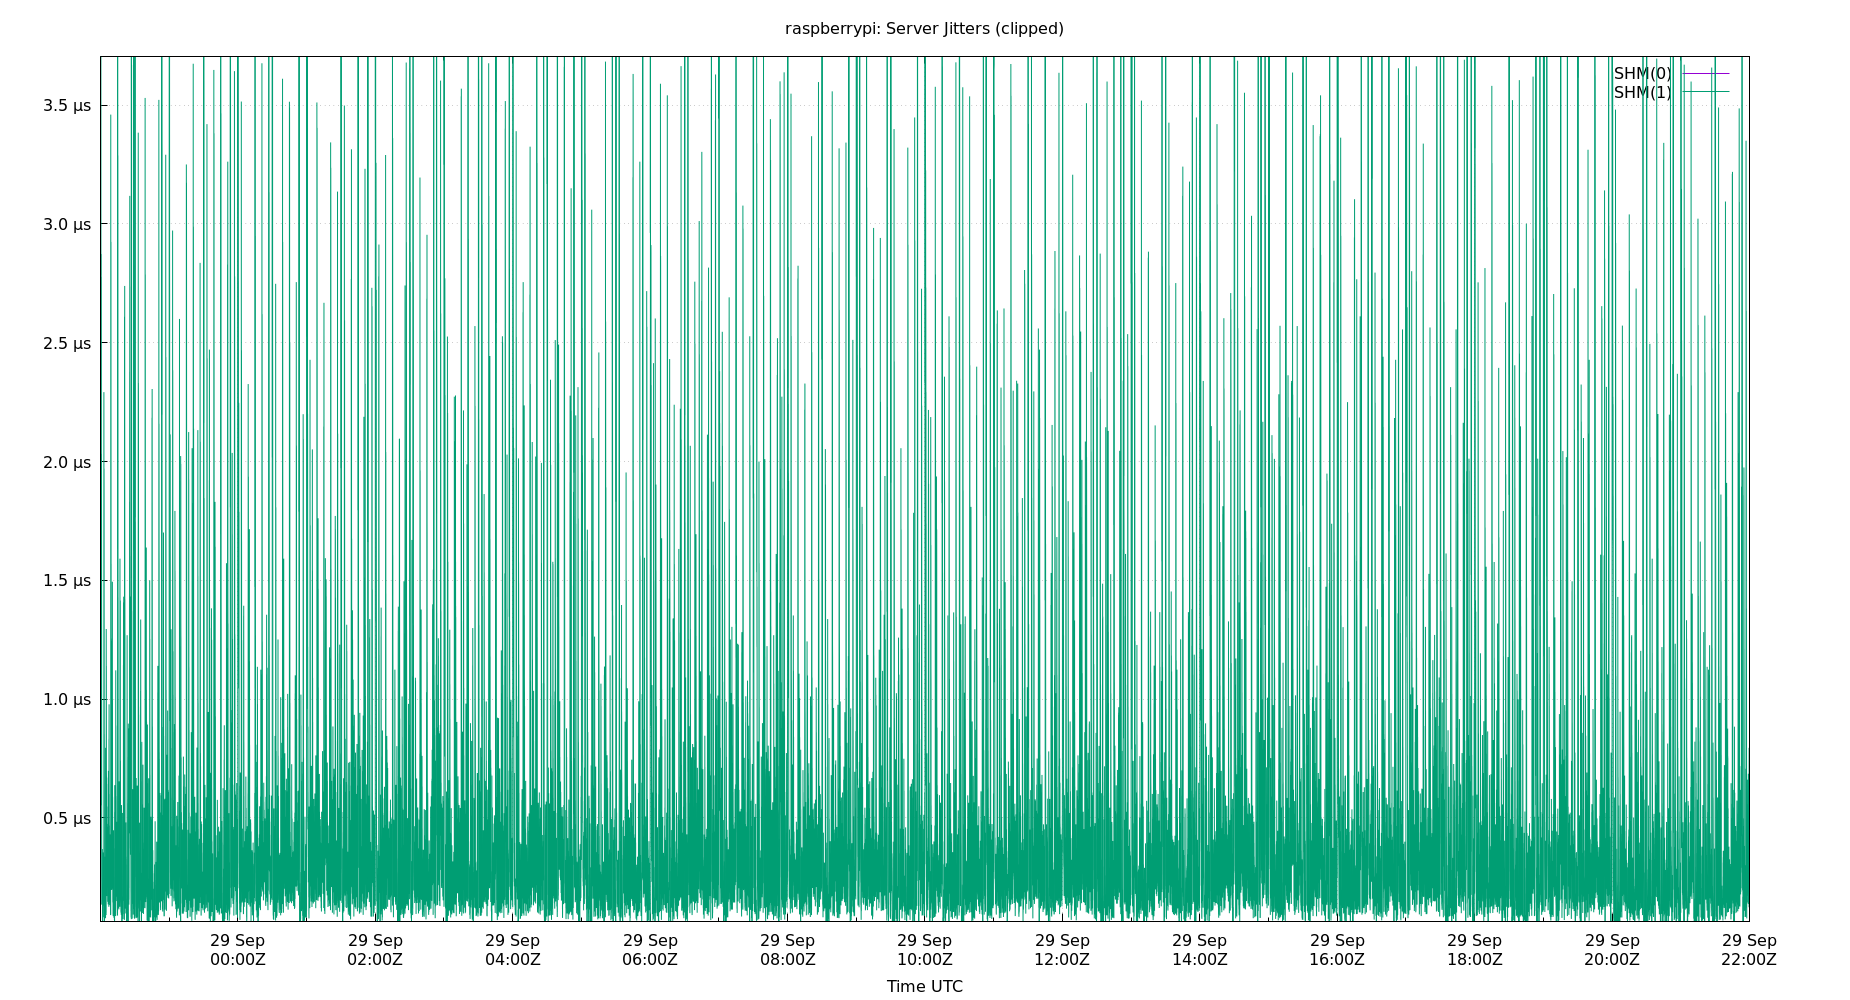 raspberrypi: Server Jitters (clipped)
SHM(0)
SHM(1)
3.5 μs
3.0 μs
2.5 μs
2.0 μs
1.5 μs
1.0 μs
0.5 μs
29 Sep 29 Sep 29 Sep 29 Sep 29 Sep 29 Sep 29 Sep 29 Sep 29 Sep 29 Sep 29 Sep 29 Sep
00:00Z 02:00Z 04:00Z 06:00Z 08:00Z 10:00Z 12:00Z 14:00Z 16:00Z 18:00Z 20:00Z 22:00Z
Time UTC